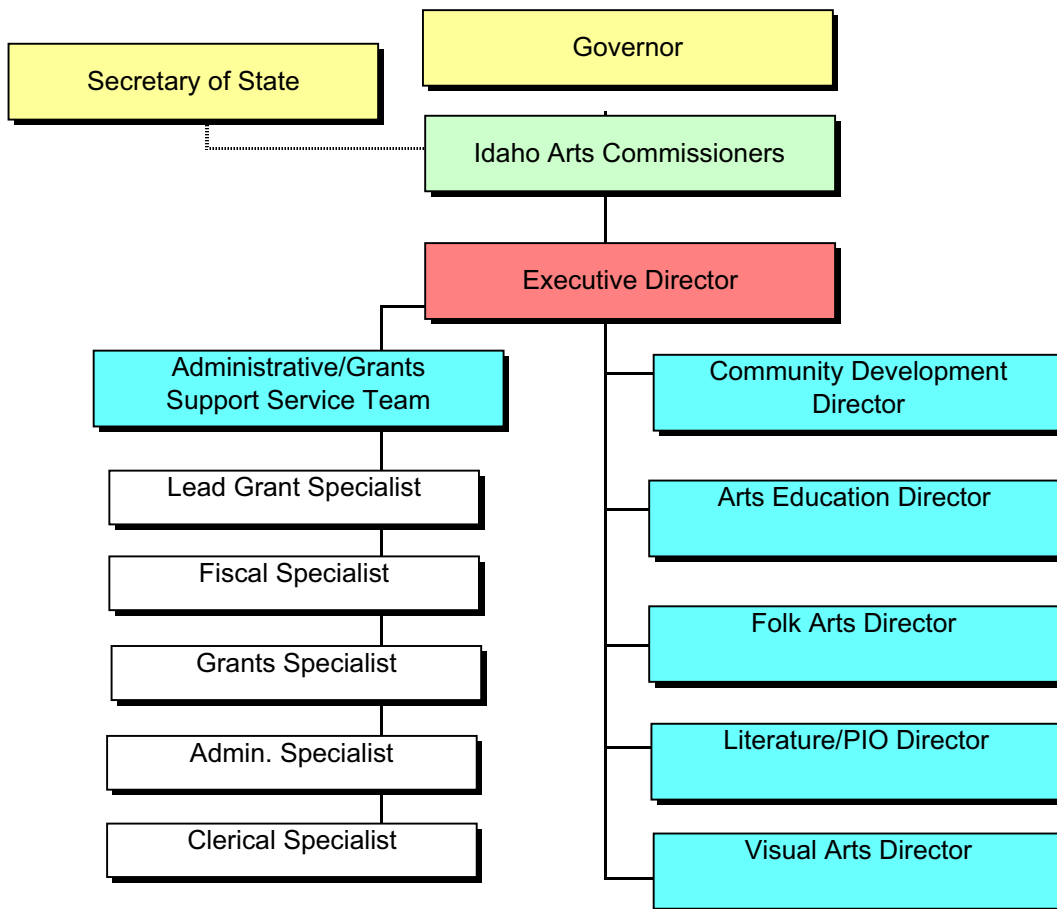 Governor
Secretary of State
Idaho Arts Commissioners
Executive Director
Administrative/Grants
Support Service Team
Lead Grant Specialist
Fiscal Specialist
Grants Specialist
Admin. Specialist
Clerical Specialist
Community Development
Director
Arts Education Director
Folk Arts Director
Literature/PIO Director
Visual Arts Director